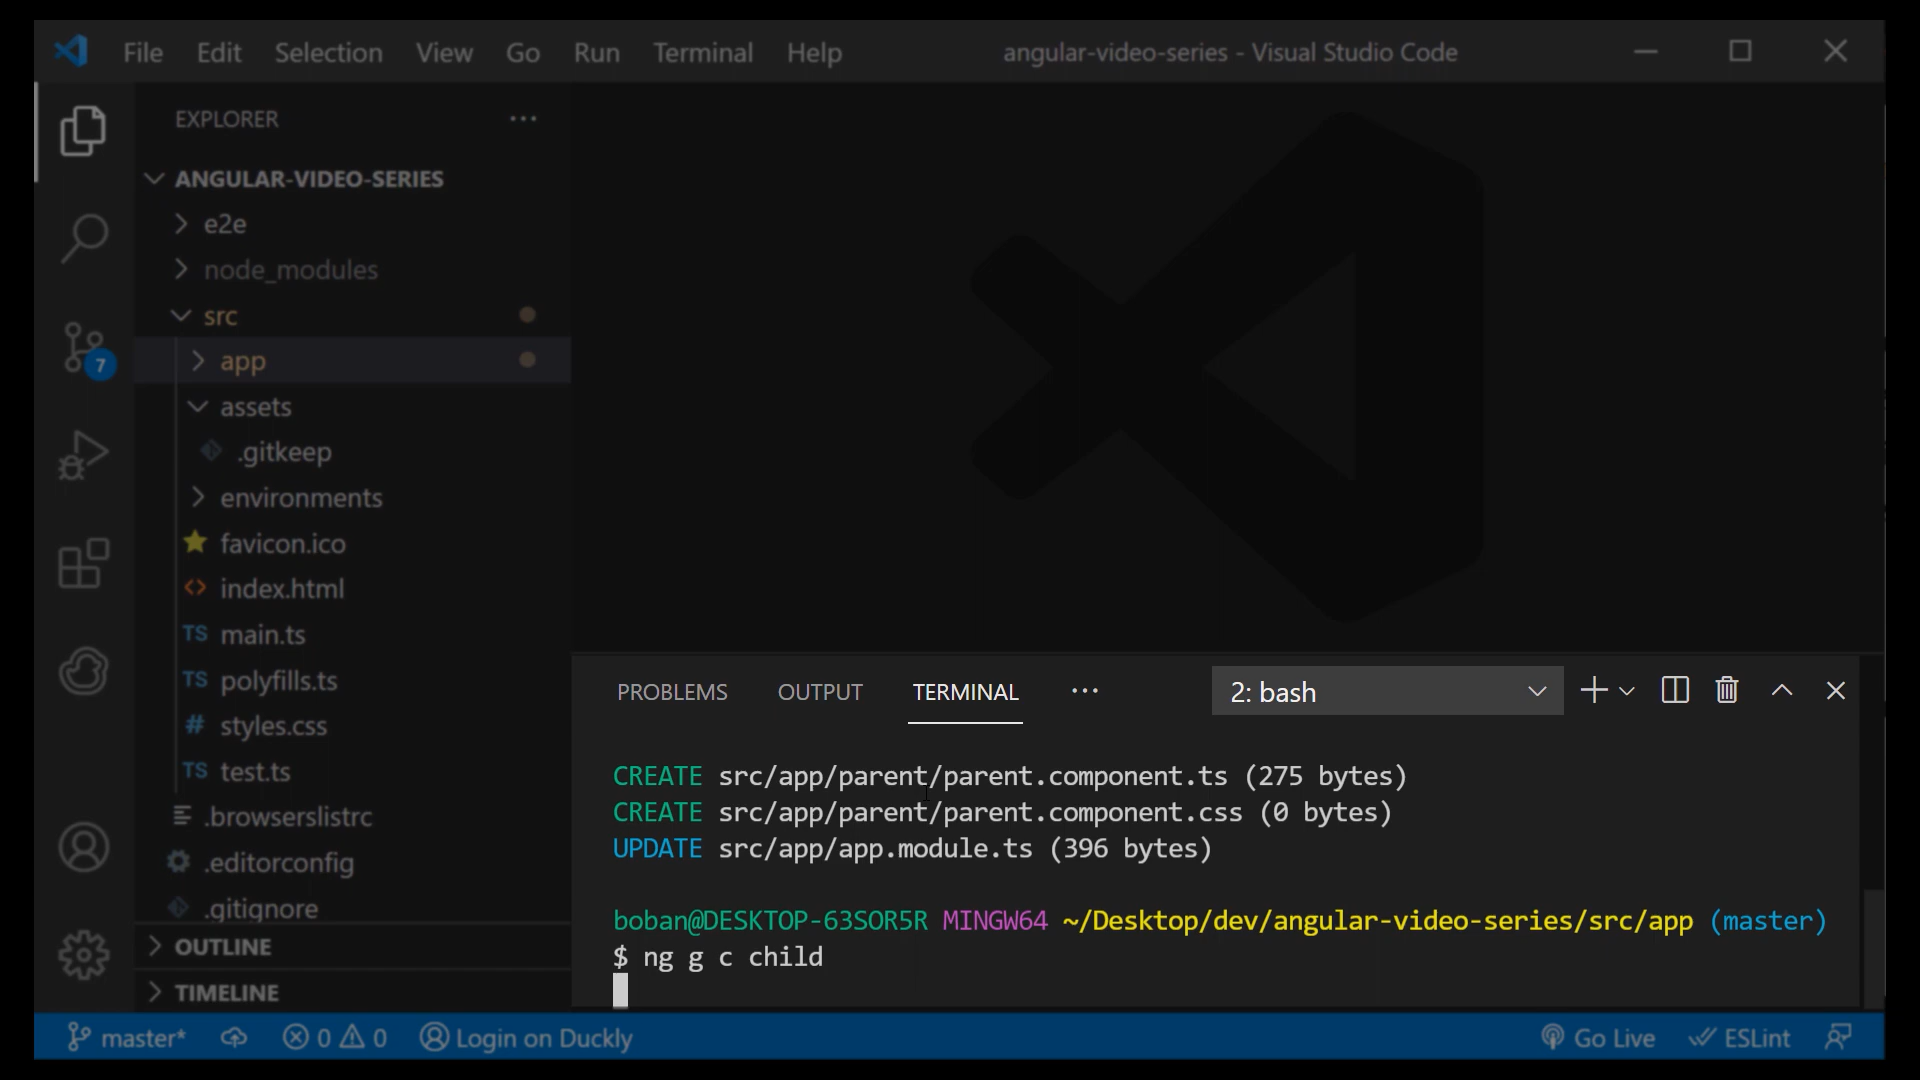 File Edit Selection View Go Run Terminal Help angular-video-series - Visual Studio Code
EXPLORER
ANGULAR-VIDEO-SERIES
e2e
node_modules
src
app
7
assets
.gitkeep
environments
favicon.ico
index.html
TS main.ts
TS polyfills.ts
# styles.css
TS test.ts
.browserslistrc
.editorconfig
.gitignore
OUTLINE
TIMELINE
PROBLEMS OUTPUT TERMINAL ··· 2: bash
CREATE src/app/parent/parent.component.ts (275 bytes)
CREATE src/app/parent/parent.component.css (0 bytes)
UPDATE src/app/app.module.ts (396 bytes)
boban@DESKTOP-63SOR5R MINGW64 ~/Desktop/dev/angular-video-series/src/app (master)
$ ng g c child
master* 0 0 Login on Duckly Go Live ESLint